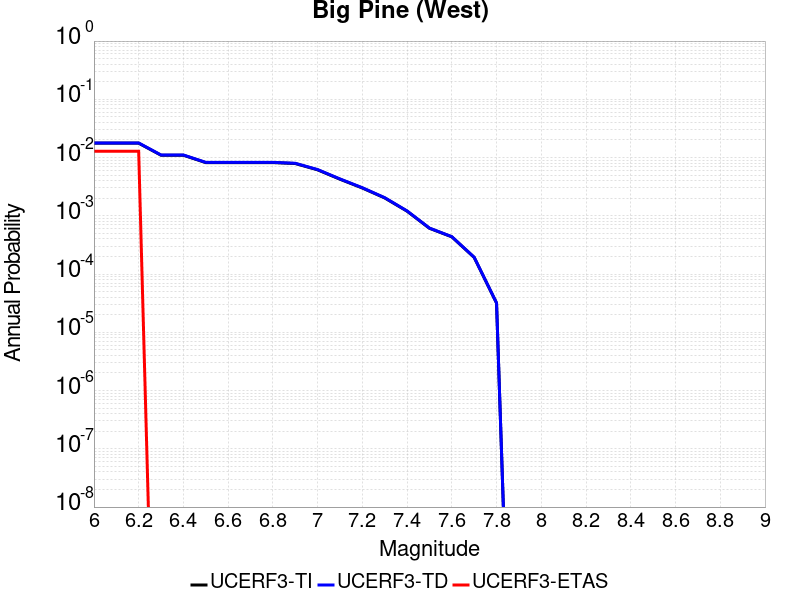 Big Pine (West)
10^0
10^-1
10^-2
10^-3
10^-4
10^-5
10^-6
10^-7
10^-8
Annual Probability
6 6.2 6.4 6.6 6.8 7 7.2 7.4 7.6 7.8 8 8.2 8.4 8.6 8.8 9
Magnitude
UCERF3-TI UCERF3-TD UCERF3-ETAS